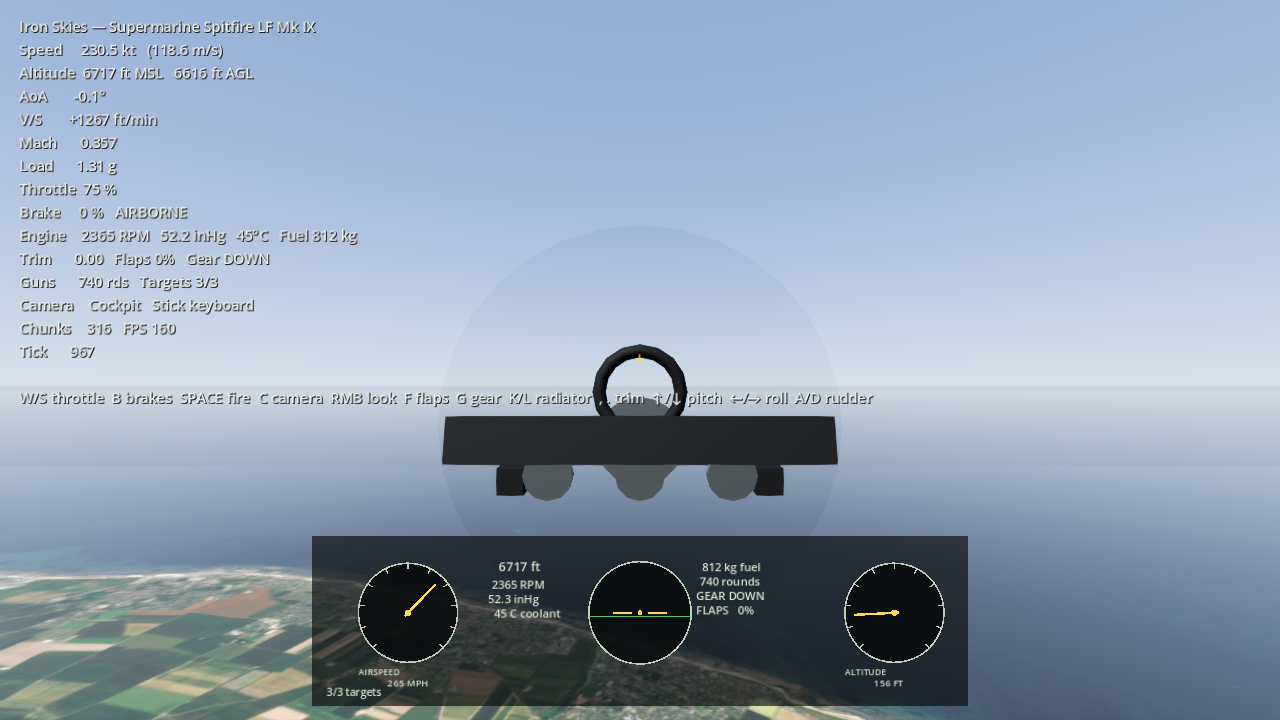 Iron Skies — Supermarine Spitfire LF Mk IX
Speed 230.5 kt (118.6 m/s)
Altitude 6717 ft MSL 6616 ft AGL
AoA -0.1°
V/S +1267 ft/min
Mach 0.357
Load 1.31 g
Throttle 75 %
Brake 0 % AIRBORNE
Engine 2365 RPM 52.2 inHg 45°C Fuel 812 kg
Trim 0.00 Flaps 0% Gear DOWN
Guns 740 rds Targets 3/3
Camera Cockpit Stick keyboard
Chunks 316 FPS 160
Tick 967
W/S throttle B brakes SPACE fire C camera RMB look F flaps G gear K/L radiator , . trim ↑/↓ pitch ←/→ roll A/D rudder
6717 ft
2365 RPM
52.3 inHg
45 C coolant
812 kg fuel
740 rounds
GEAR DOWN
FLAPS 0%
AIRSPEED
265 MPH
ALTITUDE
156 FT
3/3 targets